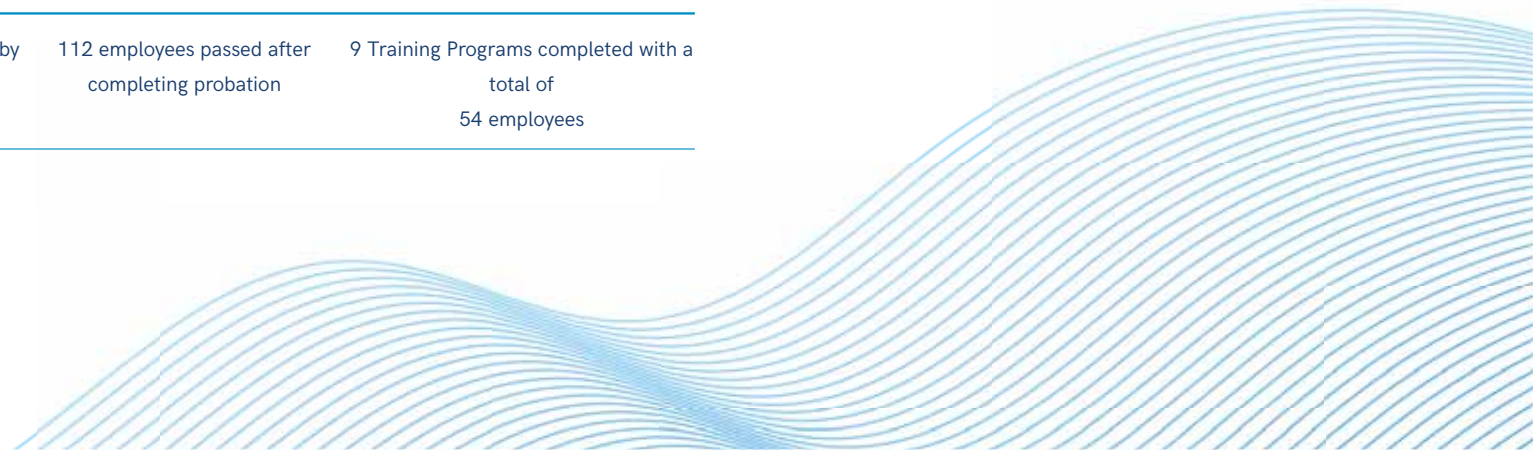 by
112 employees passed after
completing probation
9 Training Programs completed with a
total of
54 employees